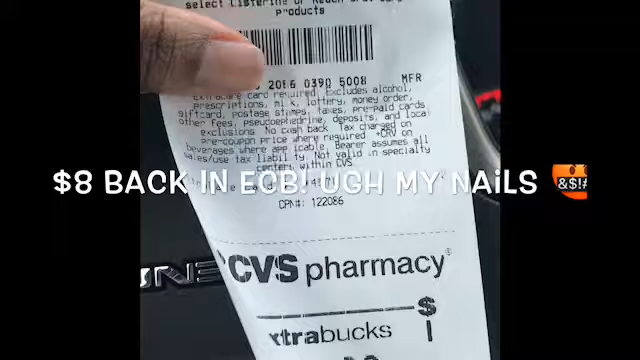 select Listerine or Reach
Products
2086 0390 5008 MFR
ExtraCare card required, Excludes alcohol,
prescriptions, milk, lottery, money order,
giftcard, postage stamps, taxes, pre-paid cards
other fees, pseudoephedrine, deposits, and local
exclusions. No cash back. Tax charged on
pre-coupon price where required. +CRV on
beverages where applicable. Bearer assumes all
sales/use tax liability. Not valid in specialty
centers within CVS
$8 BACK IN ECB! UGH MY NAILS &$!#
CPN#: 122086
CVS pharmacy®
$
xtrabucks